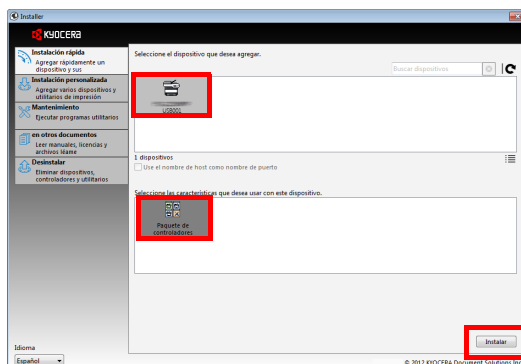 Installer
KYOCERA
Instalación rápida
Agregar rápidamente un
dispositivo y sus
Instalación personalizada
Agregar varios dispositivos y
utilitarios de impresión
Mantenimiento
Ejecutar programas utilitarios
en otros documentos
Leer manuales, licencias y
archivos léame
Desinstalar
Eliminar dispositivos,
controladores y utilitarios
Idioma
Español
Seleccione el dispositivo que desea agregar.
Buscar dispositivos
USB001
1 dispositivos
Use el nombre de host como nombre de puerto
Seleccione las características que desea usar con este dispositivo.
Paquete de
controladores
Instalar
© 2012 KYOCERA Document Solutions Inc.